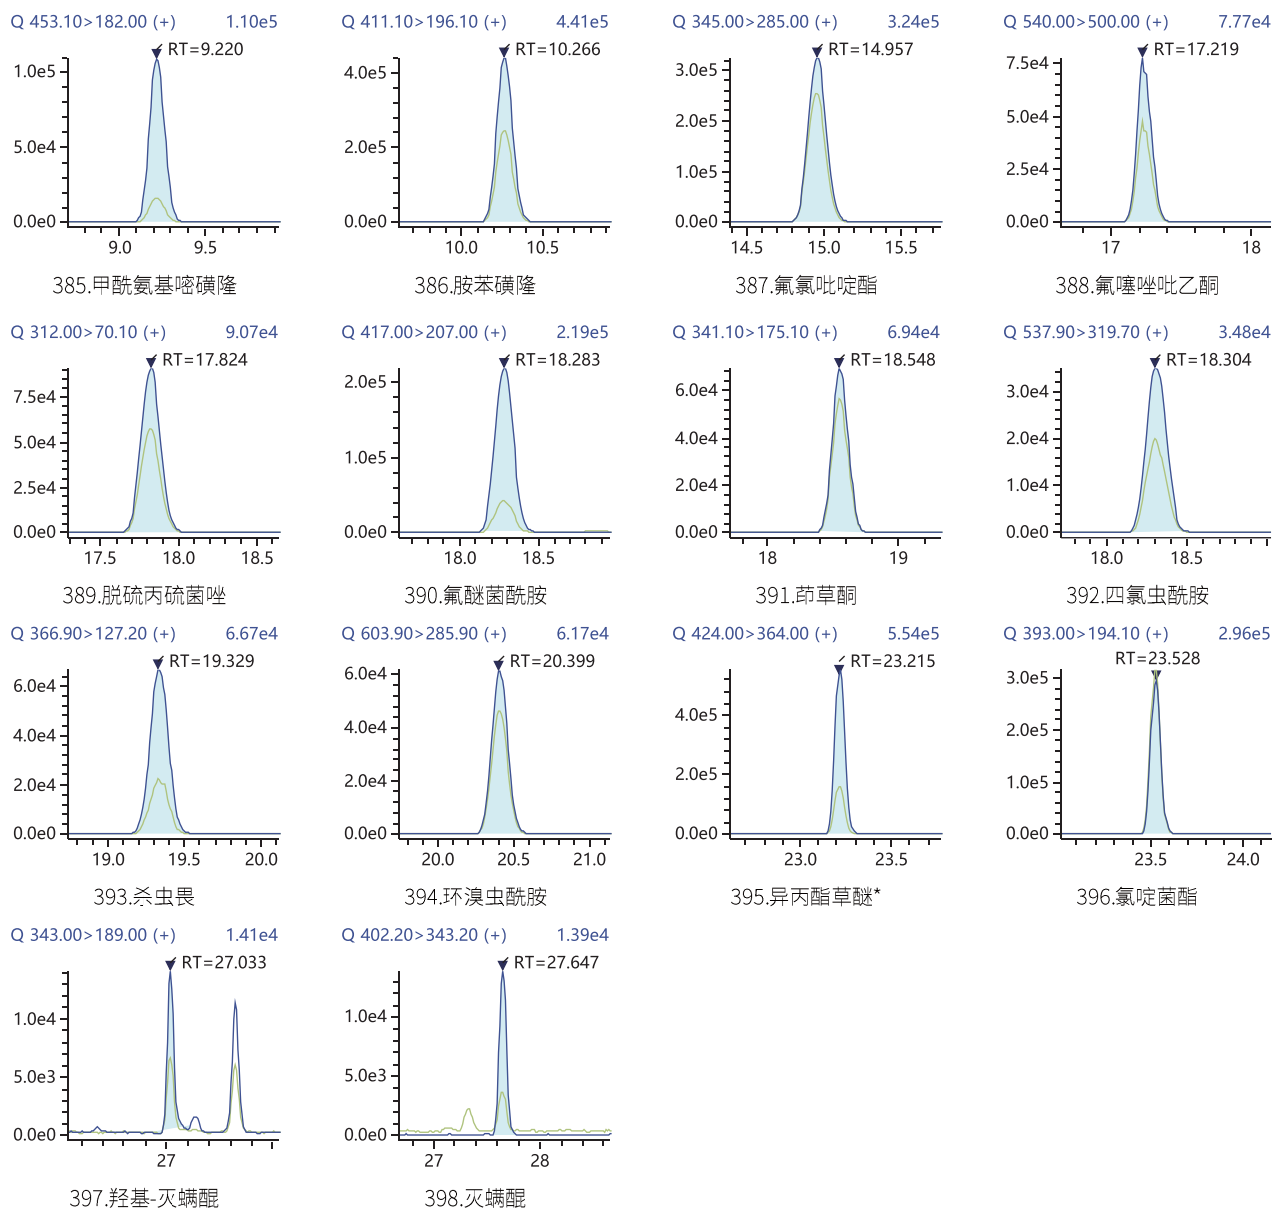 Q 453.10>182.00 (+) 1.10e5
RT=9.220
1.0e5
5.0e4
0.0e0
9.0 9.5
385.甲酰氨基嘧磺隆
Q 411.10>196.10 (+) 4.41e5
RT=10.266
4.0e5
2.0e5
0.0e0
10.0 10.5
386.胺苯磺隆
Q 345.00>285.00 (+) 3.24e5
RT=14.957
3.0e5
2.0e5
1.0e5
0.0e0
14.5 15.0 15.5
387.氟氯吡啶酯
Q 540.00>500.00 (+) 7.77e4
RT=17.219
7.5e4
5.0e4
2.5e4
0.0e0
17 18
388.氟噻唑吡乙酮
Q 312.00>70.10 (+) 9.07e4
RT=17.824
7.5e4
5.0e4
2.5e4
0.0e0
17.5 18.0 18.5
389.脱硫丙硫菌唑
Q 417.00>207.00 (+) 2.19e5
RT=18.283
2.0e5
1.0e5
0.0e0
18.0 18.5
390.氟醚菌酰胺
Q 341.10>175.10 (+) 6.94e4
RT=18.548
6.0e4
4.0e4
2.0e4
0.0e0
18 19
391.茚草酮
Q 537.90>319.70 (+) 3.48e4
RT=18.304
3.0e4
2.0e4
1.0e4
0.0e0
18.0 18.5
392.四氯虫酰胺
Q 366.90>127.20 (+) 6.67e4
RT=19.329
6.0e4
4.0e4
2.0e4
0.0e0
19.0 19.5 20.0
393.杀虫畏
Q 603.90>285.90 (+) 6.17e4
RT=20.399
6.0e4
4.0e4
2.0e4
0.0e0
20.0 20.5 21.0
394.环溴虫酰胺
Q 424.00>364.00 (+) 5.54e5
RT=23.215
4.0e5
2.0e5
0.0e0
23.0 23.5
395.异丙酯草醚*
Q 393.00>194.10 (+) 2.96e5
RT=23.528
3.0e5
2.0e5
1.0e5
0.0e0
23.5 24.0
396.氯啶菌酯
Q 343.00>189.00 (+) 1.41e4
RT=27.033
1.0e4
5.0e3
0.0e0
27
397.羟基-灭螨醌
Q 402.20>343.20 (+) 1.39e4
RT=27.647
1.0e4
5.0e3
0.0e0
27 28
398.灭螨醌